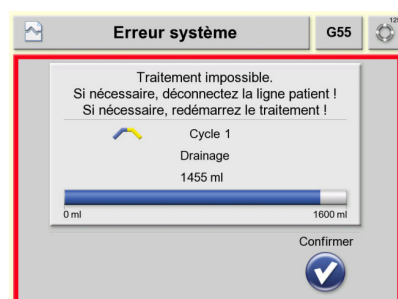 Erreur système
G55
125
Traitement impossible.
Si nécessaire, déconnectez la ligne patient !
Si nécessaire, redémarrez le traitement !
Cycle 1
Drainage
1455 ml
0 ml
1600 ml
Confirmer